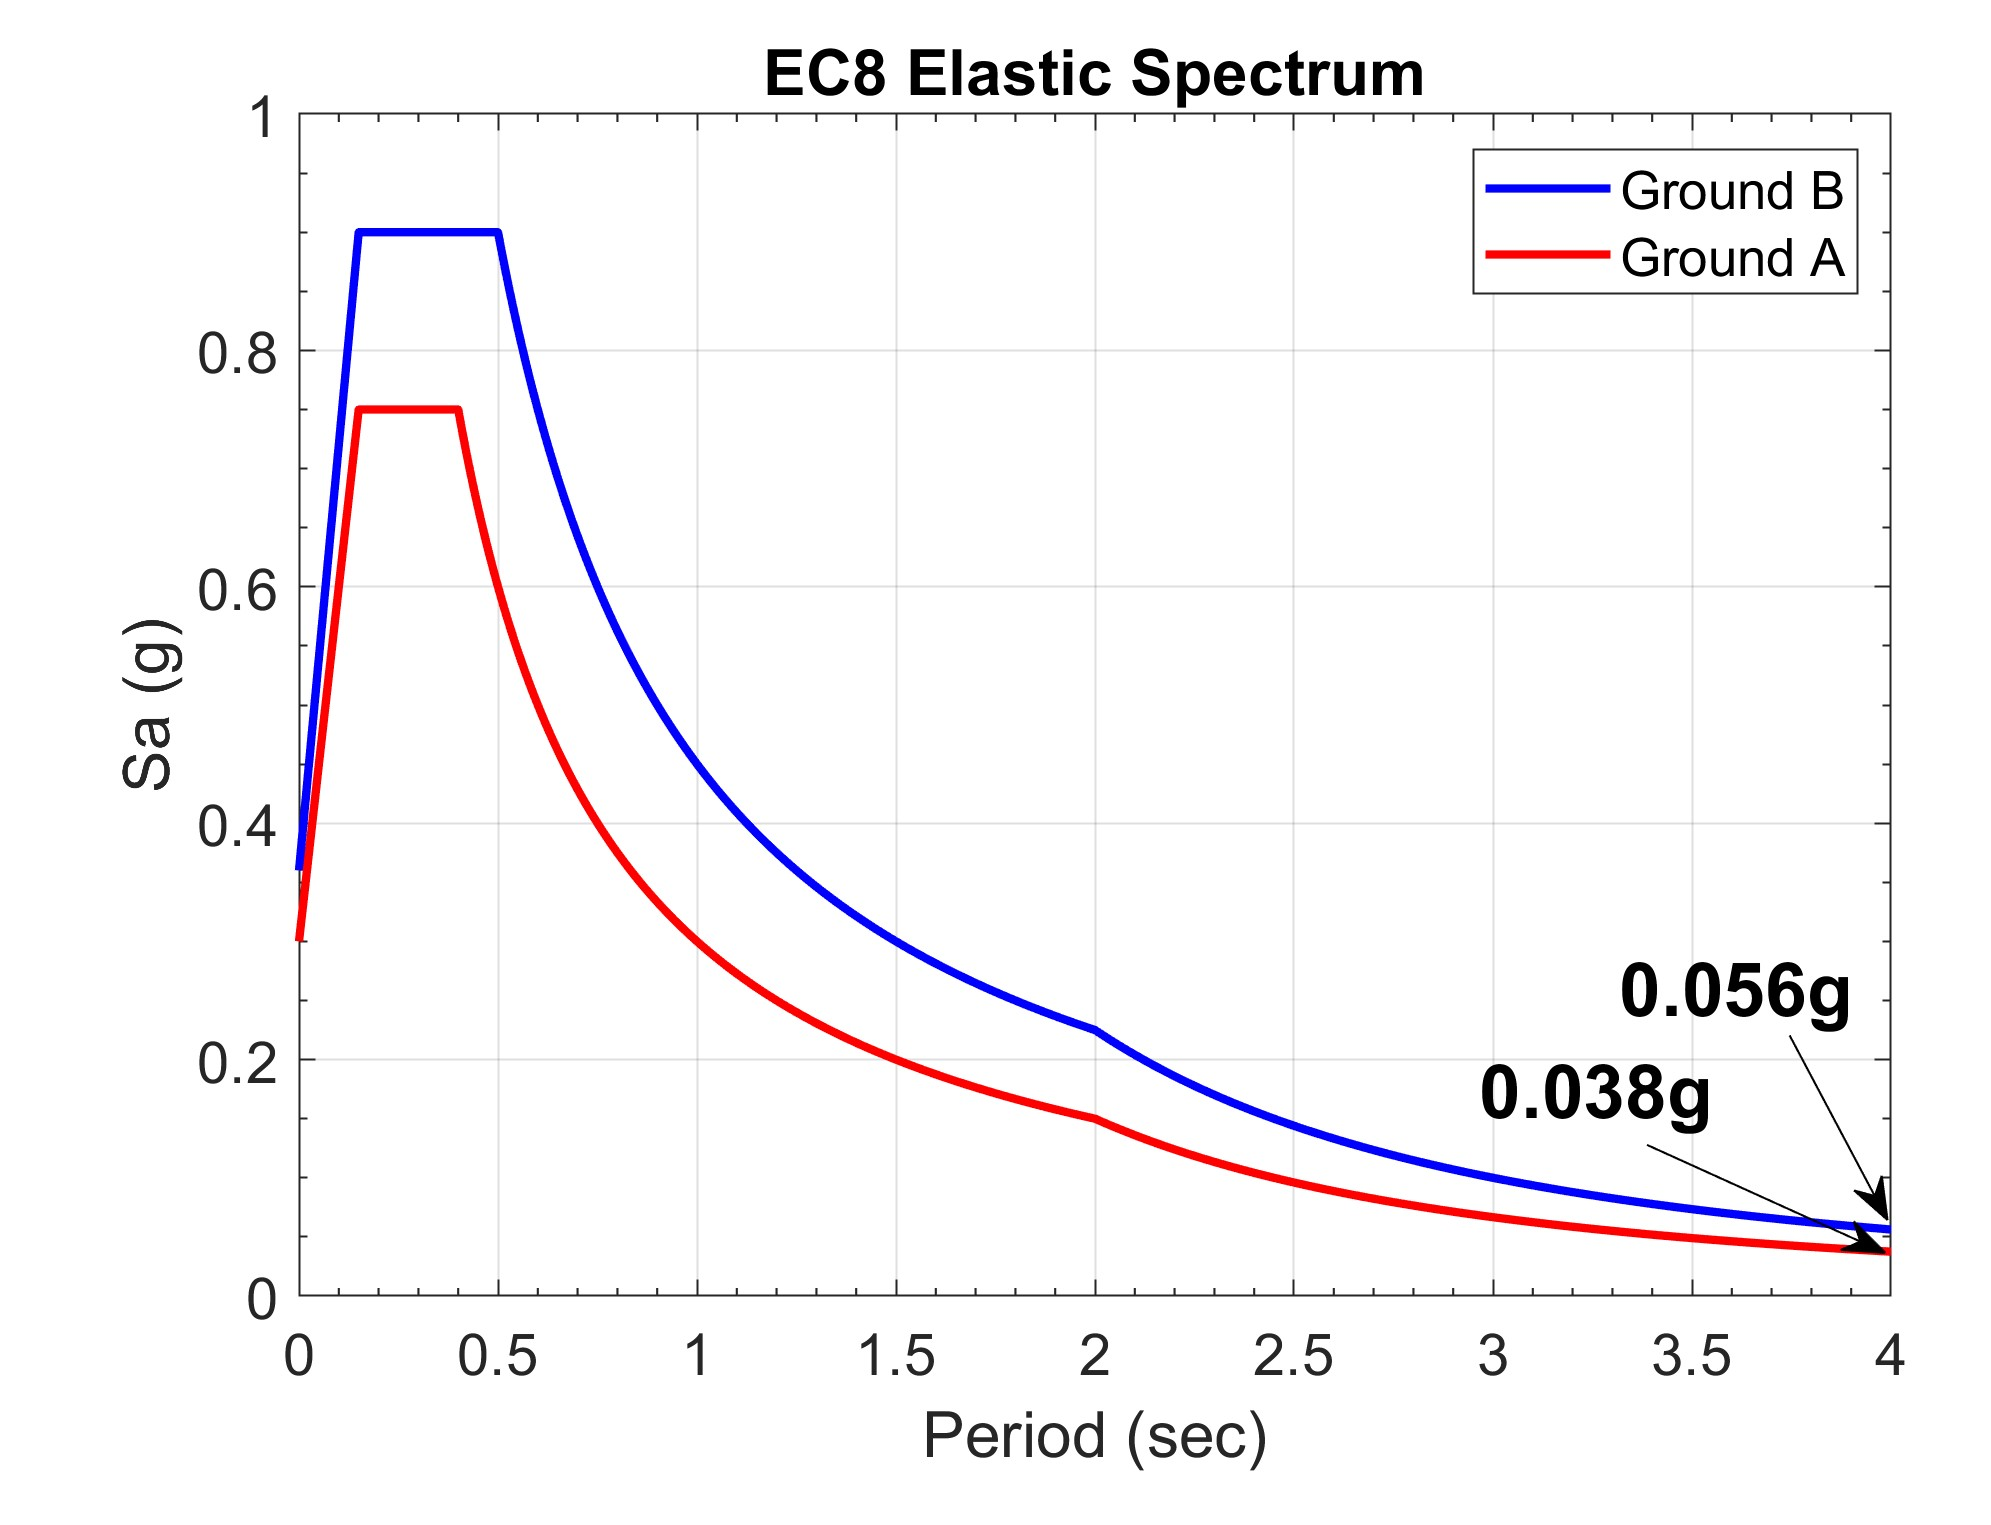 EC8 Elastic Spectrum
1
0.8
0.6
0.4
0.2
0
Sa (g)
Ground B
Ground A
0.056g
0.038g
0 0.5 1 1.5 2 2.5 3 3.5 4
Period (sec)